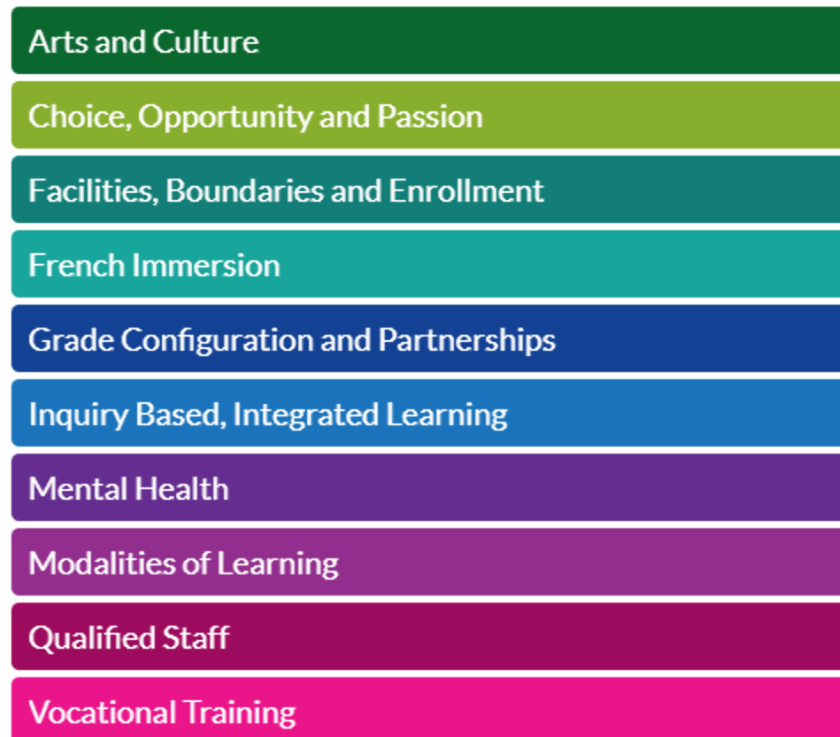 Arts and Culture
Choice, Opportunity and Passion
Facilities, Boundaries and Enrollment
French Immersion
Grade Configuration and Partnerships
Inquiry Based, Integrated Learning
Mental Health
Modalities of Learning
Qualified Staff
Vocational Training